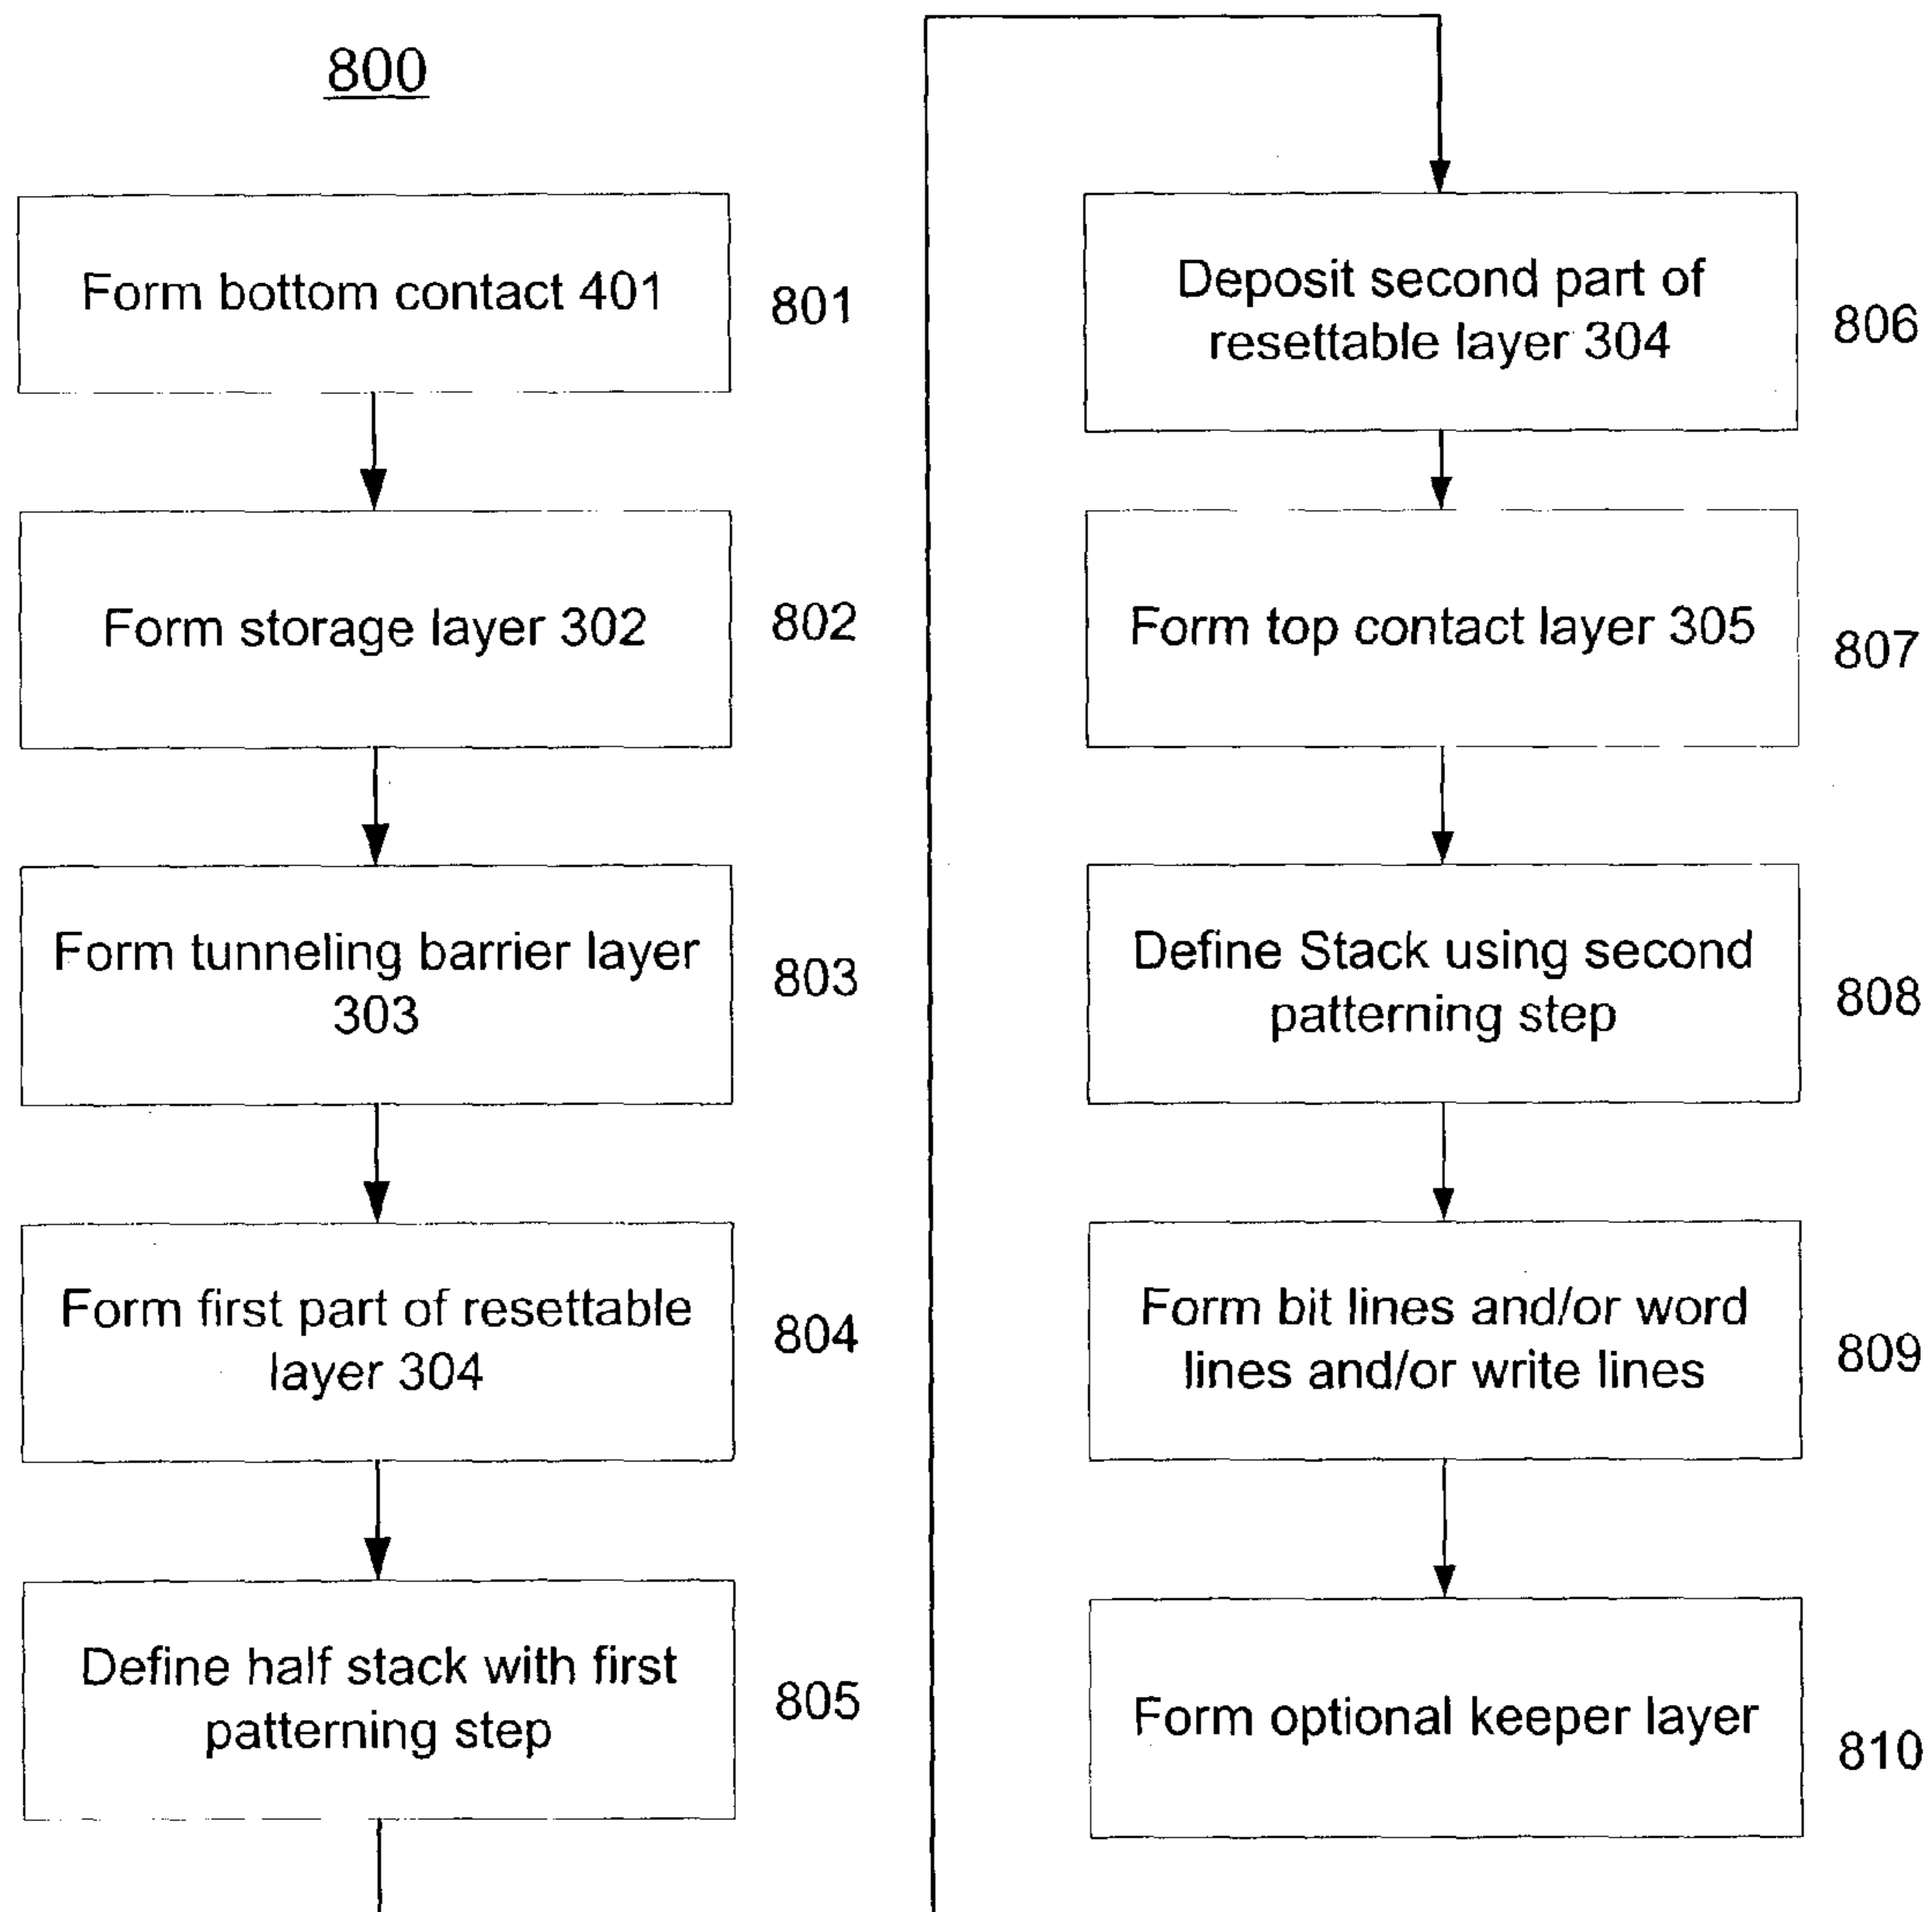 800
Form bottom contact 401
801
Form storage layer 302
802
Form tunneling barrier layer
303
803
Form first part of resettable
layer 304
804
Define half stack with first
patterning step
805
Deposit second part of
resettable layer 304
806
Form top contact layer 305
807
Define Stack using second
patterning step
808
Form bit lines and/or word
lines and/or write lines
809
Form optional keeper layer
810